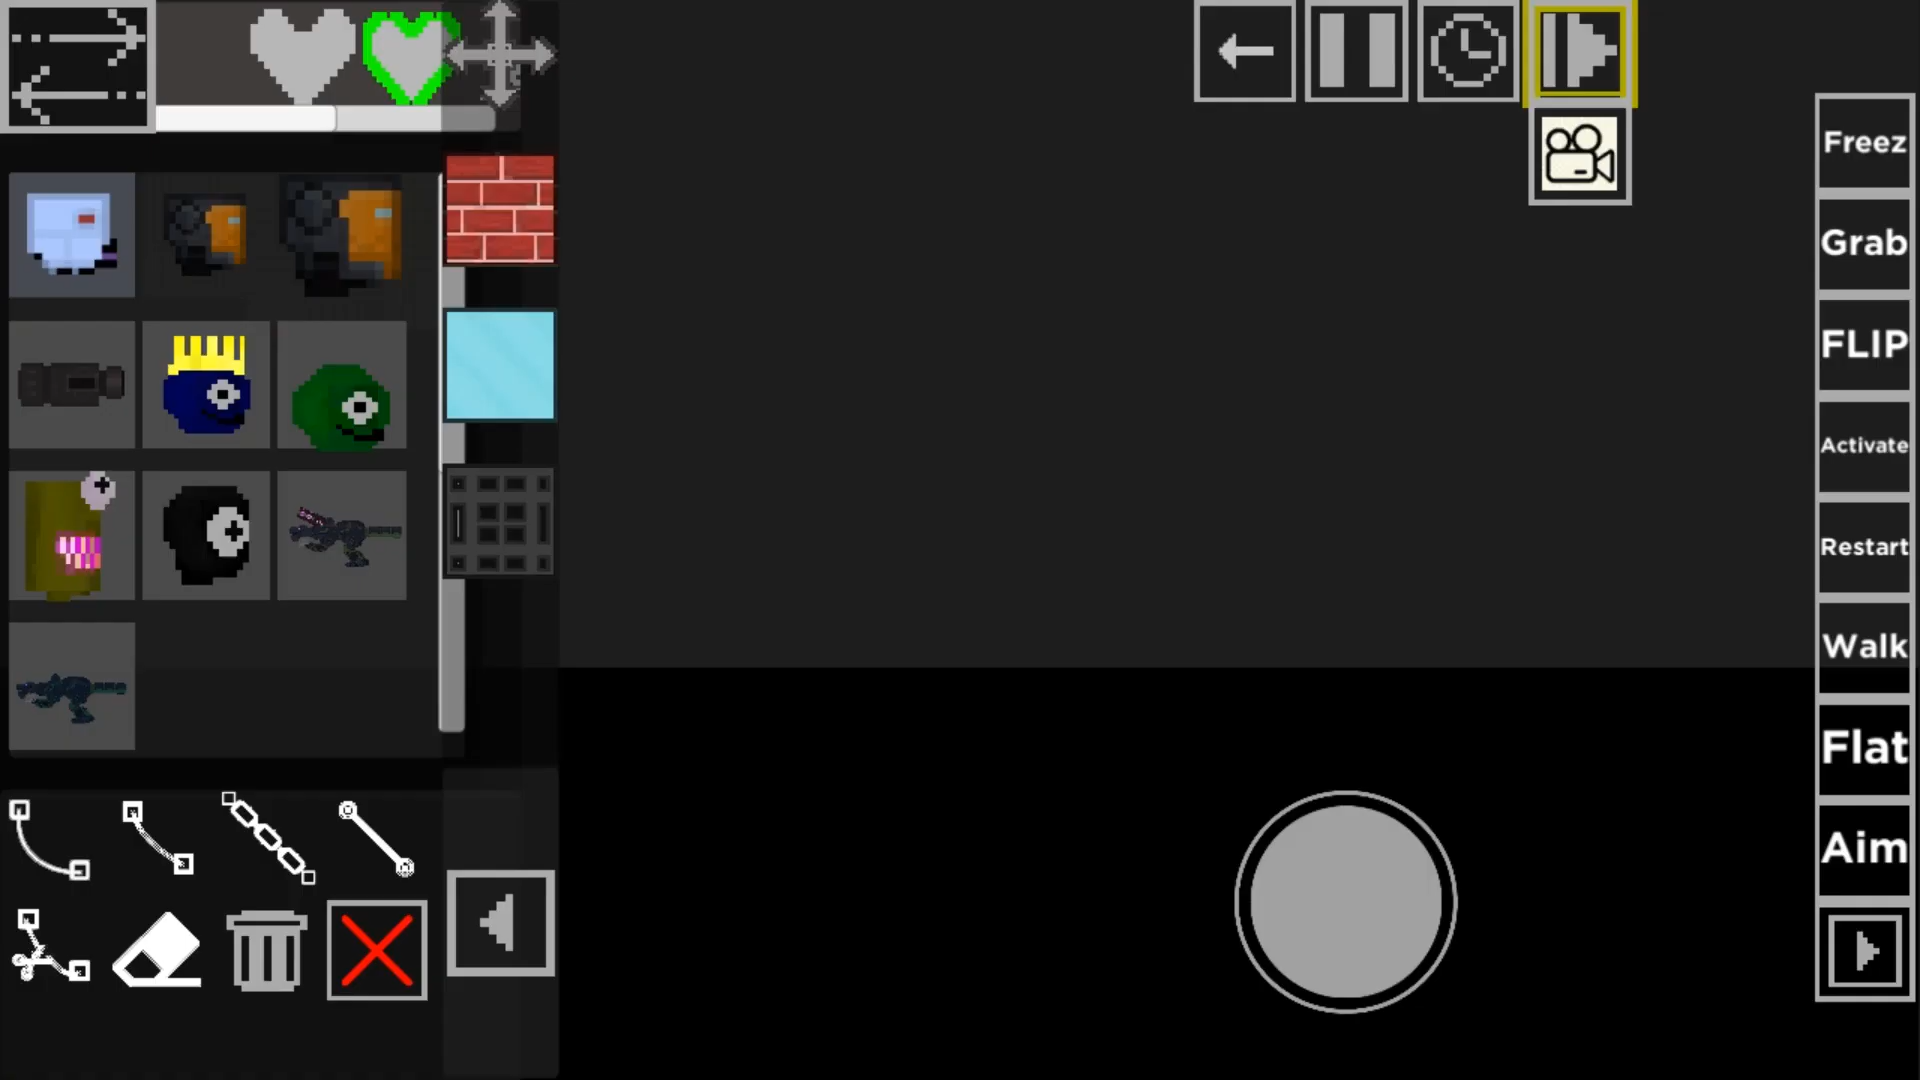 Freez
Grab
FLIP
Activate
Restart
Walk
Flat
Aim